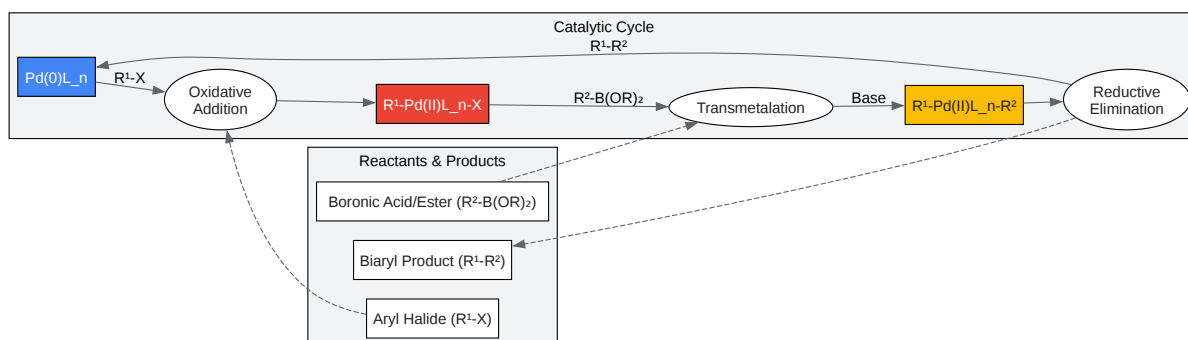 Catalytic Cycle
R¹-R²
Pd(0)L_n
R¹-X
Oxidative
Addition
R¹-Pd(II)L_n-X
R²-B(OR)₂
Transmetalation
Base
R¹-Pd(II)L_n-R²
Reductive
Elimination
Reactants & Products
Boronic Acid/Ester (R²-B(OR)₂)
Biaryl Product (R¹-R²)
Aryl Halide (R¹-X)